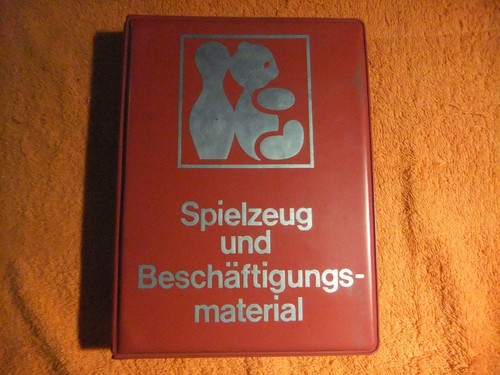 Spielzeug
und
Beschäftigungs-
material